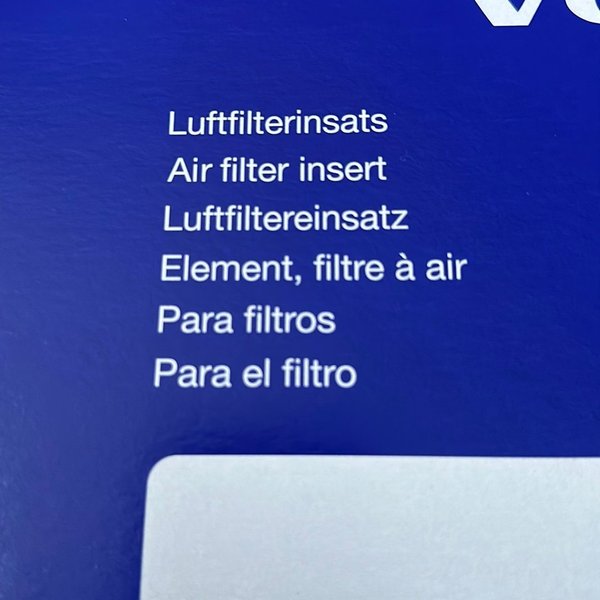 Luftfilterinsats
Air filter insert
Luftfiltereinsatz
Element, filtre à air
Para filtros
Para el filtro